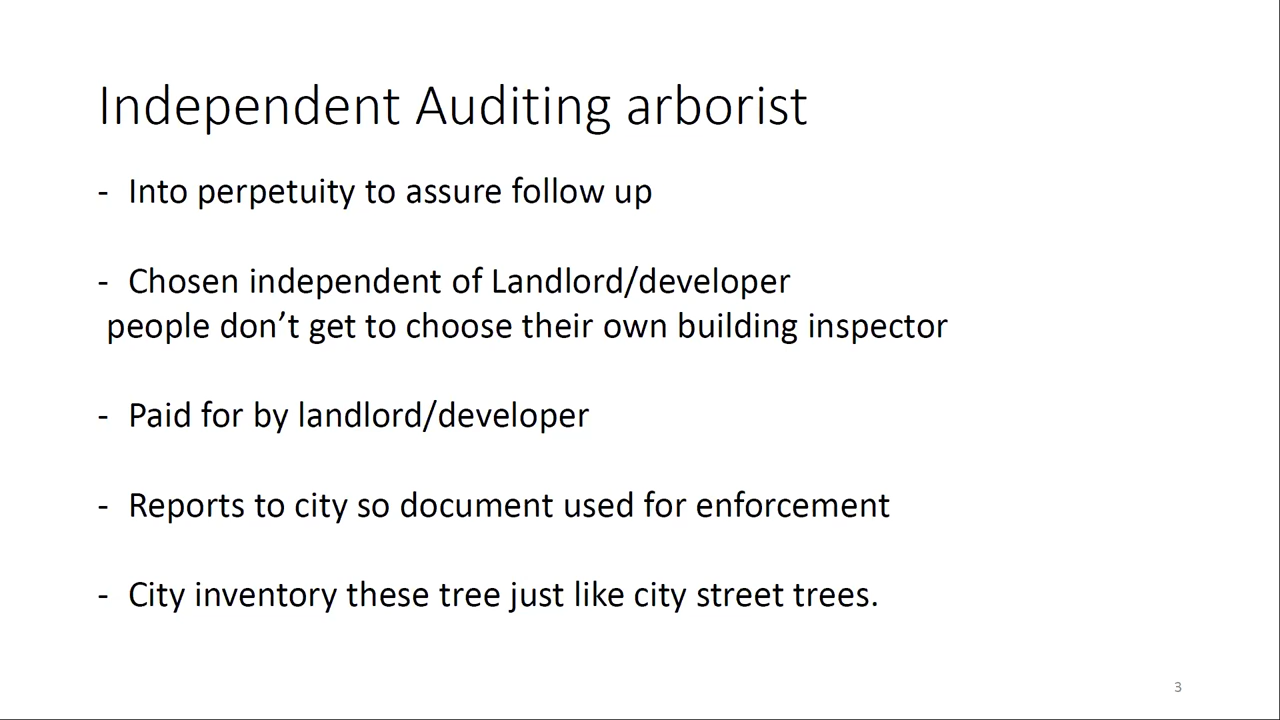 Independent Auditing arborist
- Into perpetuity to assure follow up
- Chosen independent of Landlord/developer
people don’t get to choose their own building inspector
- Paid for by landlord/developer
- Reports to city so document used for enforcement
- City inventory these tree just like city street trees.
3